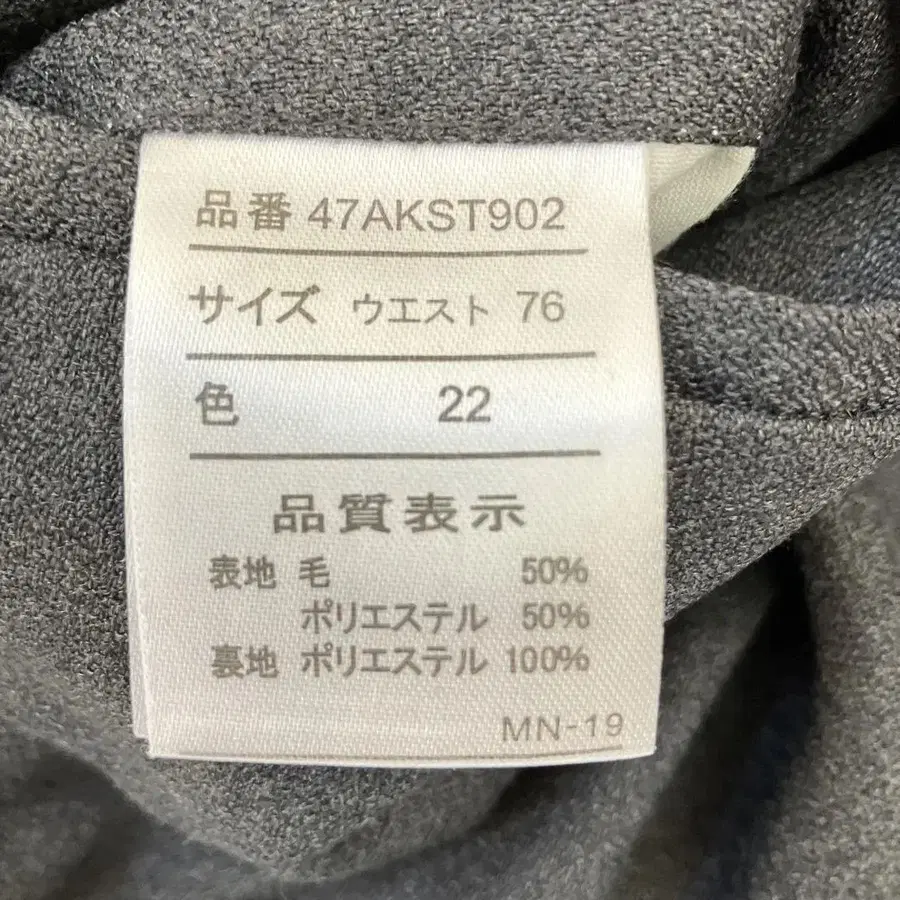 品番 47AKST902
サイズ ウエスト 76
色 22
品質表示
表地 毛 50%
ポリエステル 50%
裏地 ポリエステル 100%
MN-19